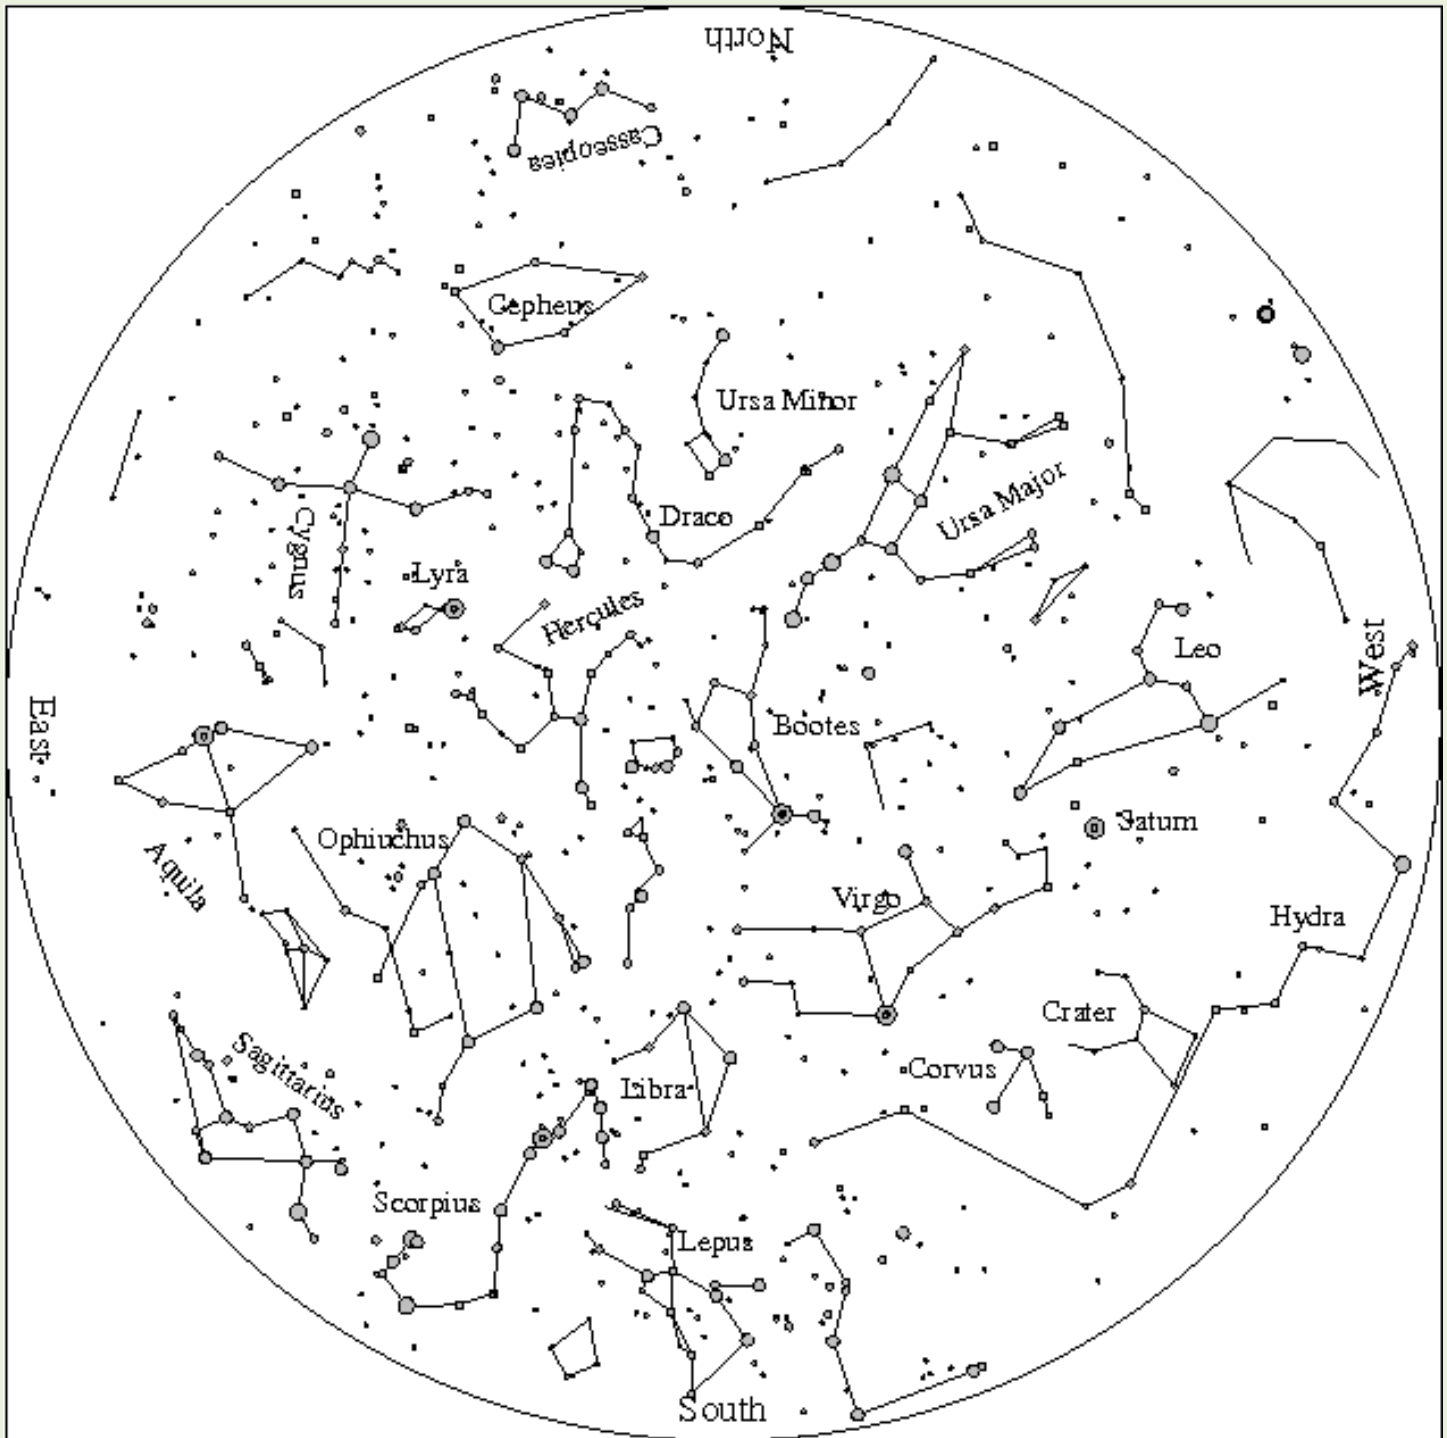 North
Casseopiea
Cepheus
Ursa Minor
Draco
Ursa Major
Cygnus
Lyra
Hercules
Leo
West
East
Bootes
Saturn
Ophiuchus
Aquila
Virgo
Hydra
Crater
Sagittarius
Libra
Corvus
Scorpius
Lepus
South